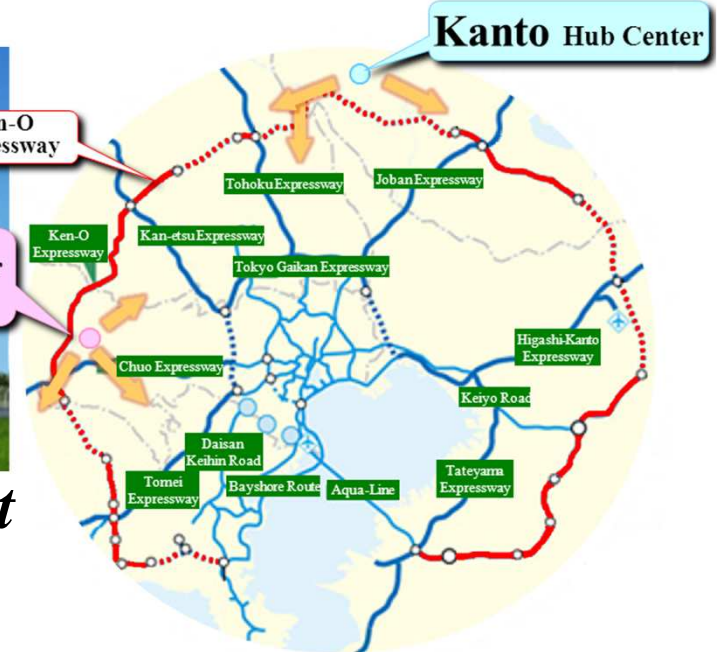 Kanto Hub Center
n-O
essway
Tohoku Expressway
Joban Expressway
Ken-O
Expressway
Kan-etsu Expressway
Tokyo Gaikan Expressway
Higashi-Kanto
Expressway
Chuo Expressway
Keiyo Road
Daisan
Keihin Road
Tomei
Expressway
Bayshore Route
Aqua-Line
Tateyama
Expressway
t